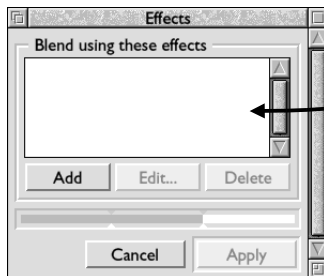 Effects
Blend using these effects
Add Edit... Delete
Cancel Apply